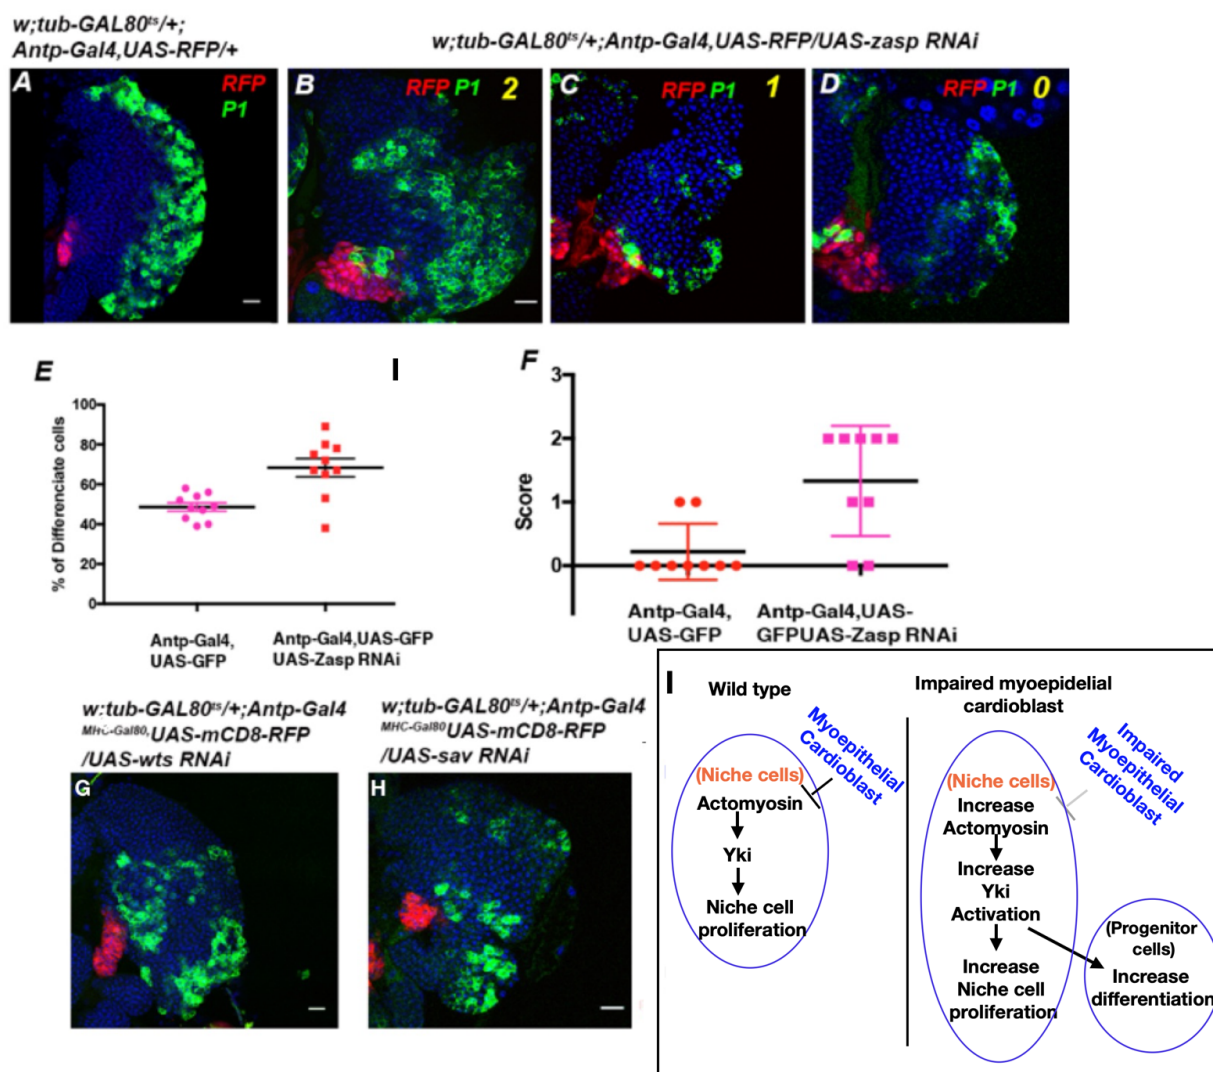 w;tub-GAL80ts/+;
Antp-Gal4,UAS-RFP/+
w;tub-GAL80ts/+;Antp-Gal4,UAS-RFP/UAS-zasp RNAi
A
RFP
P1
B
RFP P1
2
C
RFP P1
1
D
RFP P1
0
E
I
% of Differenciate cells
100
80
60
40
20
0
Antp-Gal4,
UAS-GFP
Antp-Gal4,UAS-GFP
UAS-Zasp RNAi
F
Score
3
2
1
0
Antp-Gal4,
UAS-GFP
Antp-Gal4,UAS-
GFPUAS-Zasp RNAi
w;tub-GAL80ts/+;Antp-Gal4
MHC-Gal80,UAS-mCD8-RFP
/UAS-wts RNAi
G
w;tub-GAL80ts/+;Antp-Gal4
MHC-Gal80UAS-mCD8-RFP
/UAS-sav RNAi
H
I
Wild type
Myoepithelial
Cardioblast
(Niche cells)
Actomyosin
Yki
Niche cell
proliferation
Impaired myoepidelial
cardioblast
Impaired
Myoepithelial
Cardioblast
(Niche cells)
Increase
Actomyosin
Increase
Yki
Activation
Increase
Niche cell
proliferation
(Progenitor
cells)
Increase
differentiation